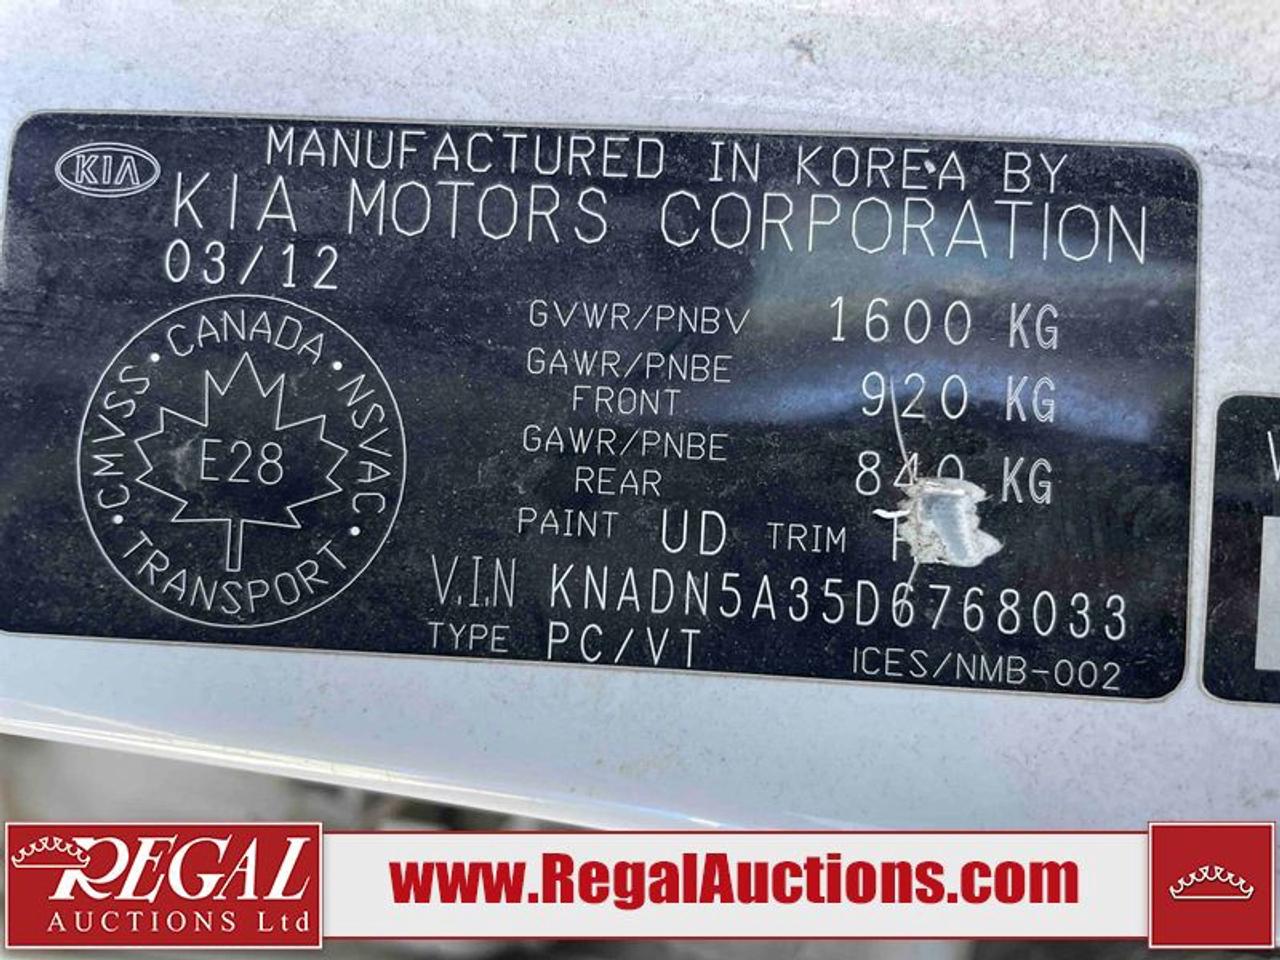 KIA
MANUFACTURED IN KOREA BY
KIA MOTORS CORPORATION
03/12
CANADA · NSVAC · TRANSPORT · CMVSS ·
E28
GVWR/PNBV 1600 KG
GAWR/PNBE FRONT 920 KG
GAWR/PNBE REAR 840 KG
PAINT UD TRIM
V.I.N KNADN5A35D6768033
TYPE PC/VT
ICES/NMB-002
REGAL
AUCTIONS Ltd
www.RegalAuctions.com